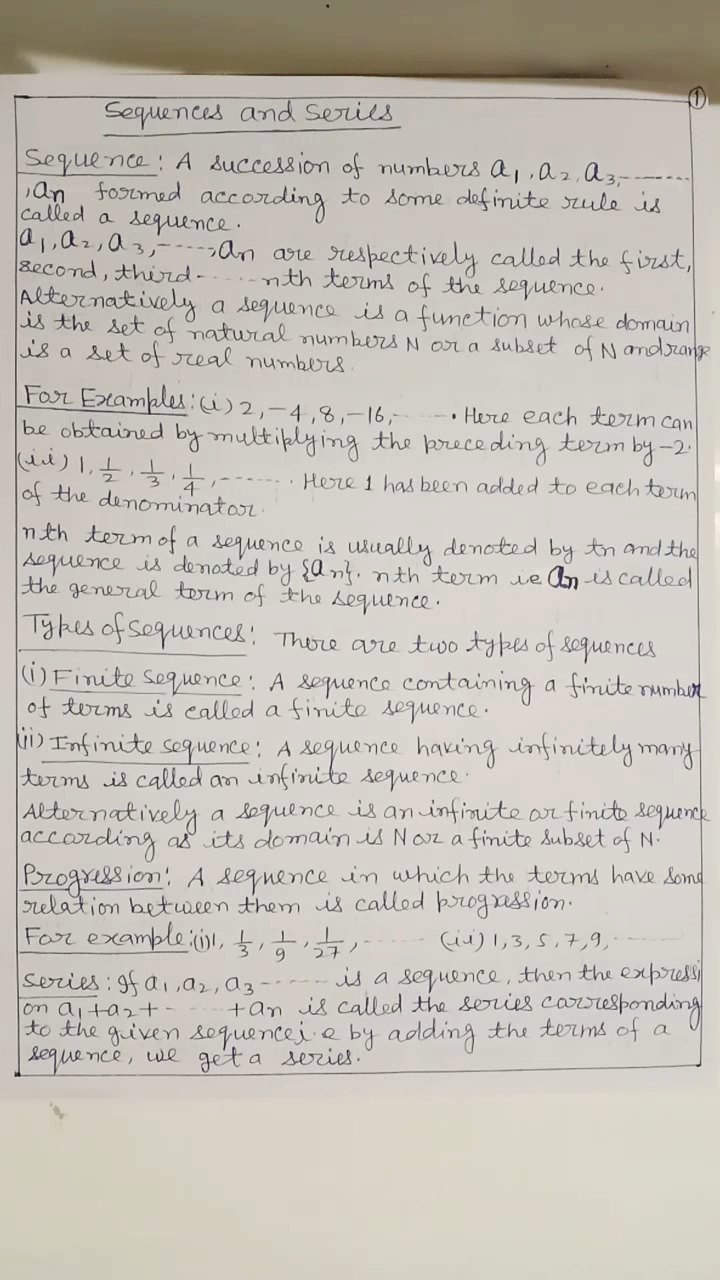 ①
Sequences and Series
Sequence: A succession of numbers a₁, a₂, a₃, -------
, an formed according to some definite rule is
called a sequence.
a₁, a₂, a₃, -----, an are respectively called the first,
second, third- - - - - nth terms of the sequence.
Alternatively a sequence is a function whose domain
is the set of natural numbers N or a subset of N and range
is a set of real numbers.
For Examples: (i) 2, -4, 8, -16, - - - - - . Here each term can
be obtained by multiplying the preceding term by -2.
(ii) 1, 1/2, 1/3, 1/4, ------- . Here 1 has been added to each term
of the denominator.
nth term of a sequence is usually denoted by tn and the
sequence is denoted by {an}. nth term ie an is called
the general term of the sequence.
Types of Sequences: There are two types of sequences
(i) Finite Sequence: A sequence containing a finite number
of terms is called a finite sequence.
(ii) Infinite sequence: A sequence having infinitely many
terms is called an infinite sequence.
Alternatively a sequence is an infinite or finite sequence
according as its domain is N or a finite subset of N.
Progression: A sequence in which the terms have some
relation between them is called progression.
For example: (i) 1, 1/3, 1/9, 1/27, ------ (ii) 1, 3, 5, 7, 9, ------
Series: If a₁, a₂, a₃ ------ is a sequence, then the expressi
on a₁+a₂+ - - - - +an is called the series corresponding
to the given sequence i.e by adding the terms of a
sequence, we get a series.